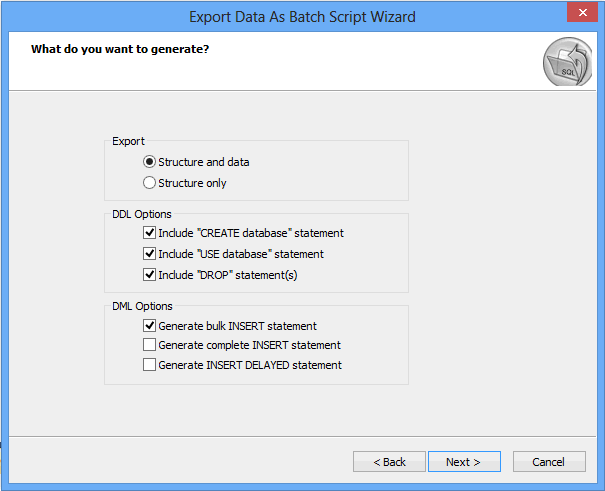 Export Data As Batch Script Wizard
What do you want to generate?
SQL
Export
Structure and data
Structure only
DDL Options
Include "CREATE database" statement
Include "USE database" statement
Include "DROP" statement(s)
DML Options
Generate bulk INSERT statement
Generate complete INSERT statement
Generate INSERT DELAYED statement
< Back
Next >
Cancel